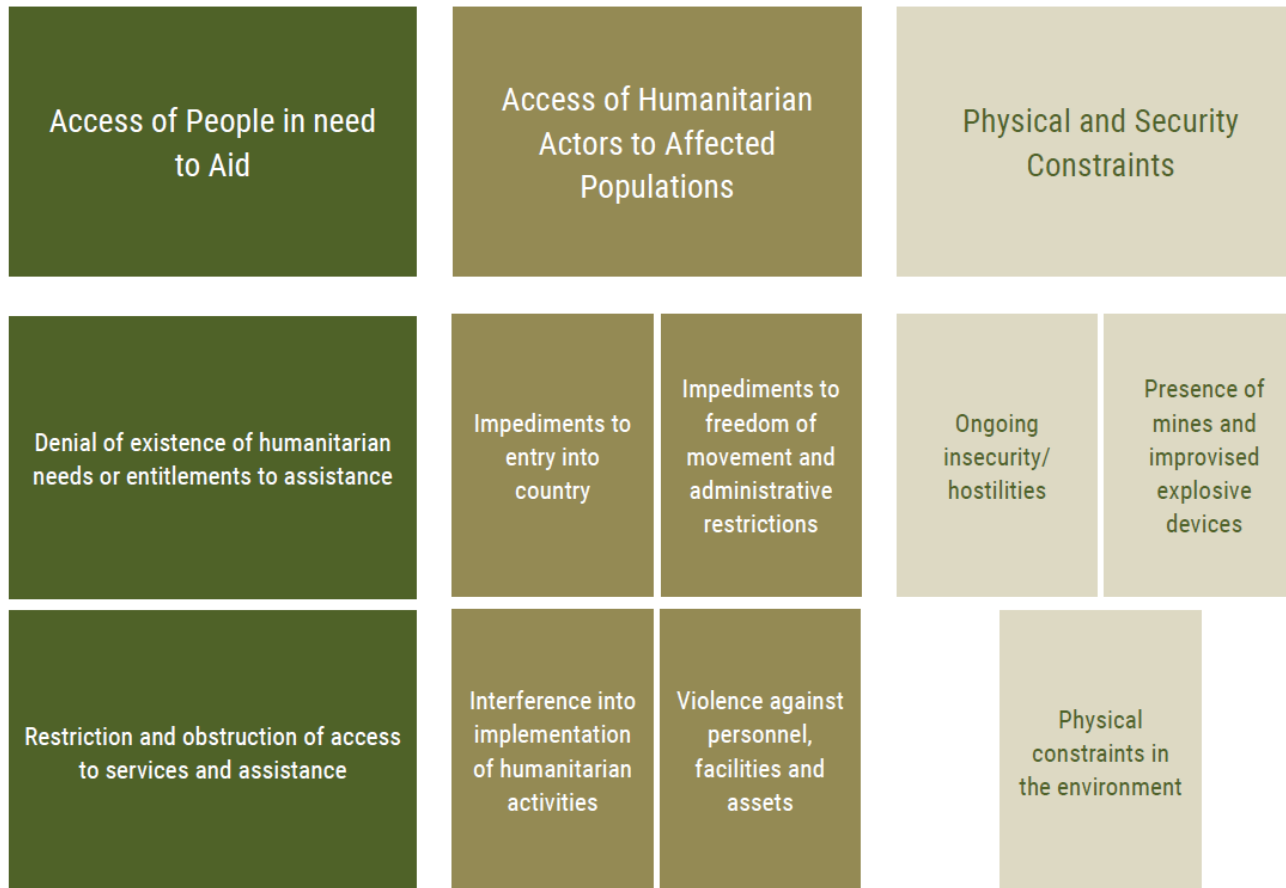 Access of People in need
to Aid
Access of Humanitarian
Actors to Affected
Populations
Physical and Security
Constraints
Denial of existence of humanitarian
needs or entitlements to assistance
Impediments to
entry into
country
Impediments to
freedom of
movement and
administrative
restrictions
Ongoing
insecurity/
hostilities
Presence of
mines and
improvised
explosive
devices
Restriction and obstruction of access
to services and assistance
Interference into
implementation
of humanitarian
activities
Violence against
personnel,
facilities and
assets
Physical
constraints in
the environment